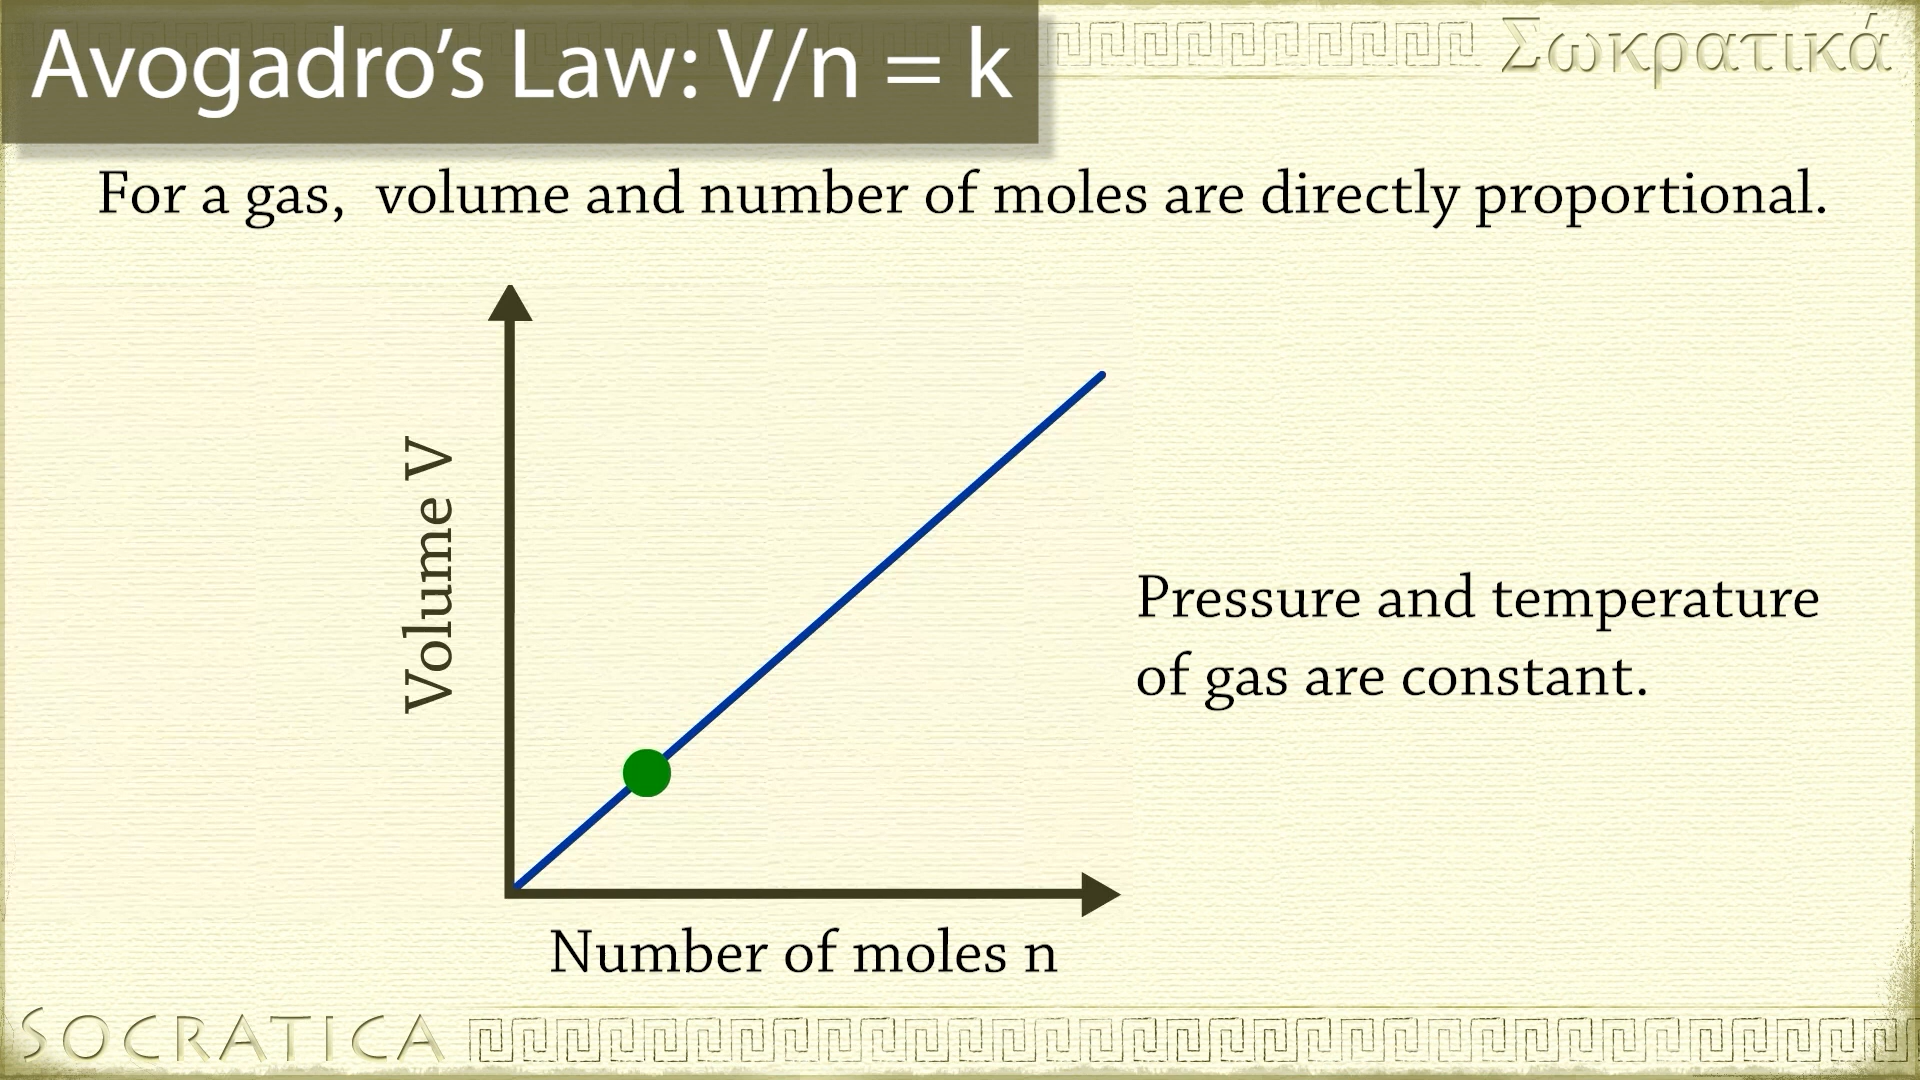 Avogadro’s Law: V/n = k
Σωκρατικά
For a gas, volume and number of moles are directly proportional.
Volume V
Pressure and temperature
of gas are constant.
Number of moles n
SOCRATICA